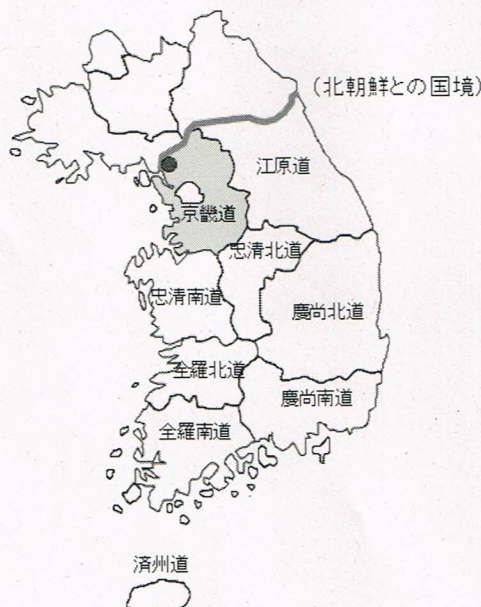 (北朝鮮との国境)
江原道
京畿道
忠清北道
忠清南道
慶尚北道
全羅北道
慶尚南道
全羅南道
済州道